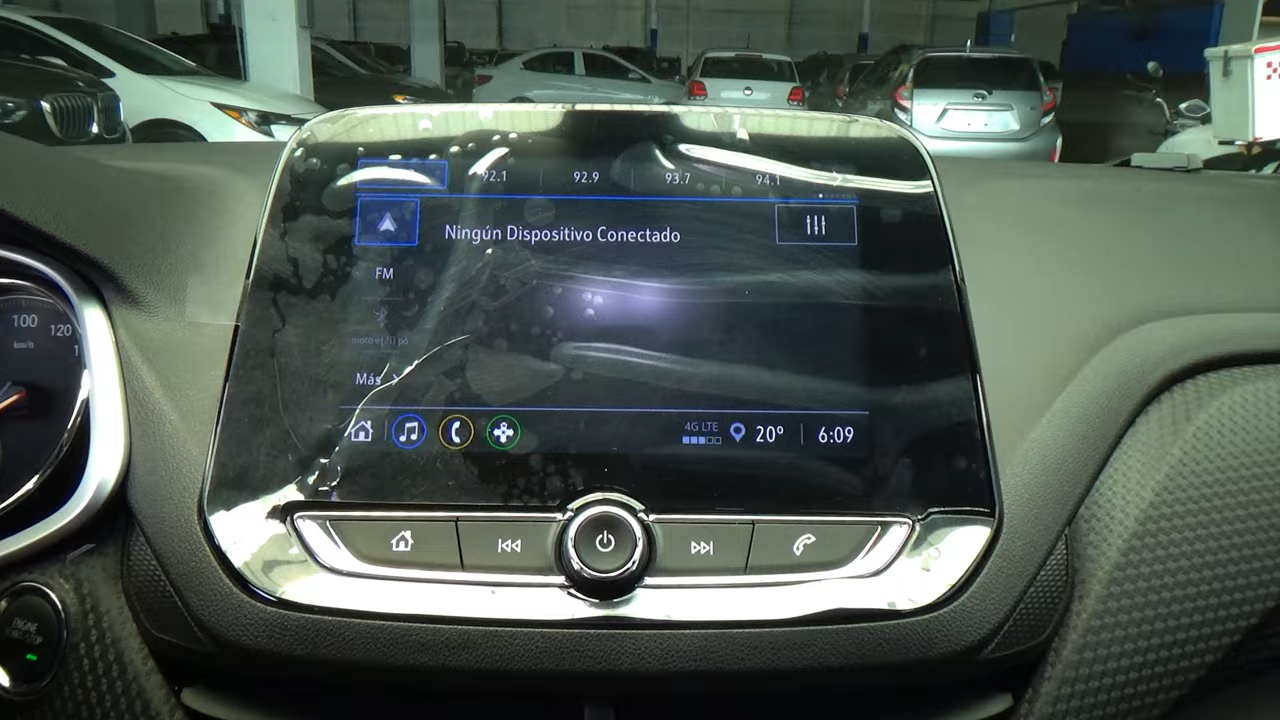 92.1 92.9 93.7 94.1
Ningún Dispositivo Conectado
FM
Más
4G LTE
20° 6:09
100
120
km/h
ENGINE